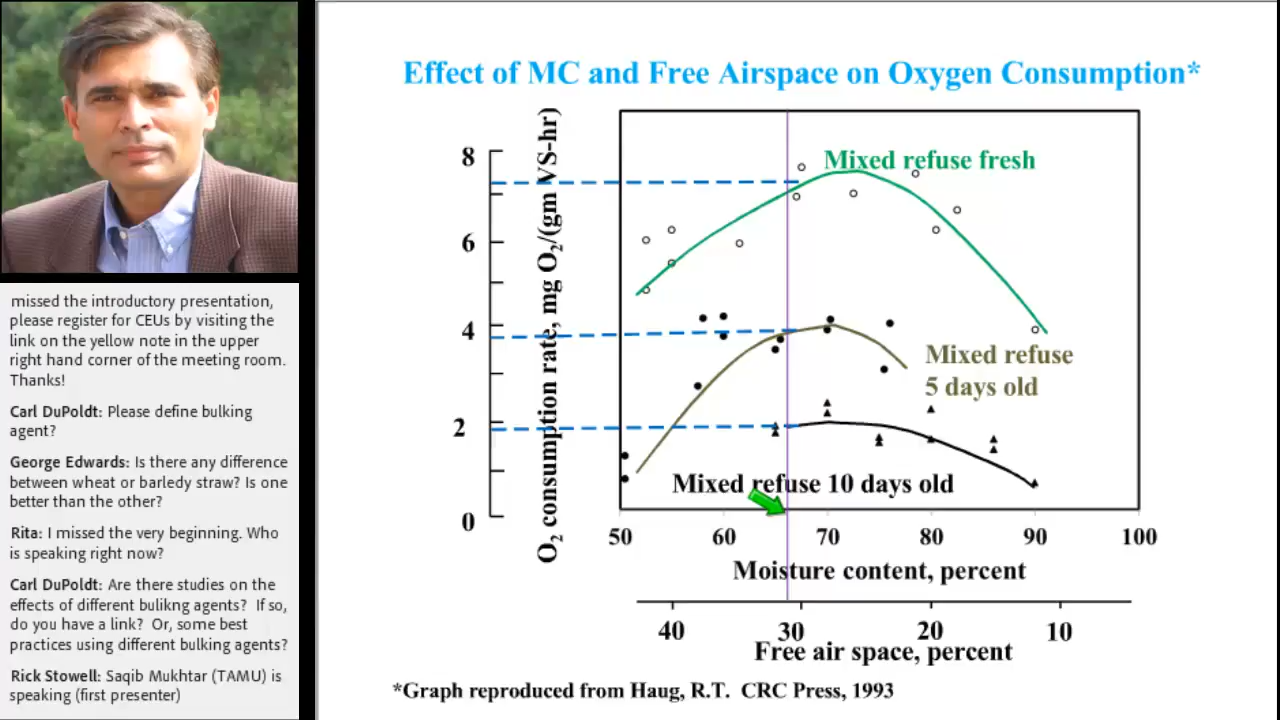 missed the introductory presentation,
please register for CEUs by visiting the
link on the yellow note in the upper
right hand corner of the meeting room.
Thanks!
Carl DuPoldt: Please define bulking
agent?
George Edwards: Is there any difference
between wheat or barledy straw? Is one
better than the other?
Rita: I missed the very beginning. Who
is speaking right now?
Carl DuPoldt: Are there studies on the
effects of different bulikng agents? If so,
do you have a link? Or, some best
practices using different bulking agents?
Rick Stowell: Saqib Mukhtar (TAMU) is
speaking (first presenter)
Effect of MC and Free Airspace on Oxygen Consumption*
O2 consumption rate, mg O2/(gm VS-hr)
8
6
4
2
0
Mixed refuse fresh
Mixed refuse
5 days old
Mixed refuse 10 days old
50 60 70 80 90 100
Moisture content, percent
40 30 20 10
Free air space, percent
*Graph reproduced from Haug, R.T. CRC Press, 1993